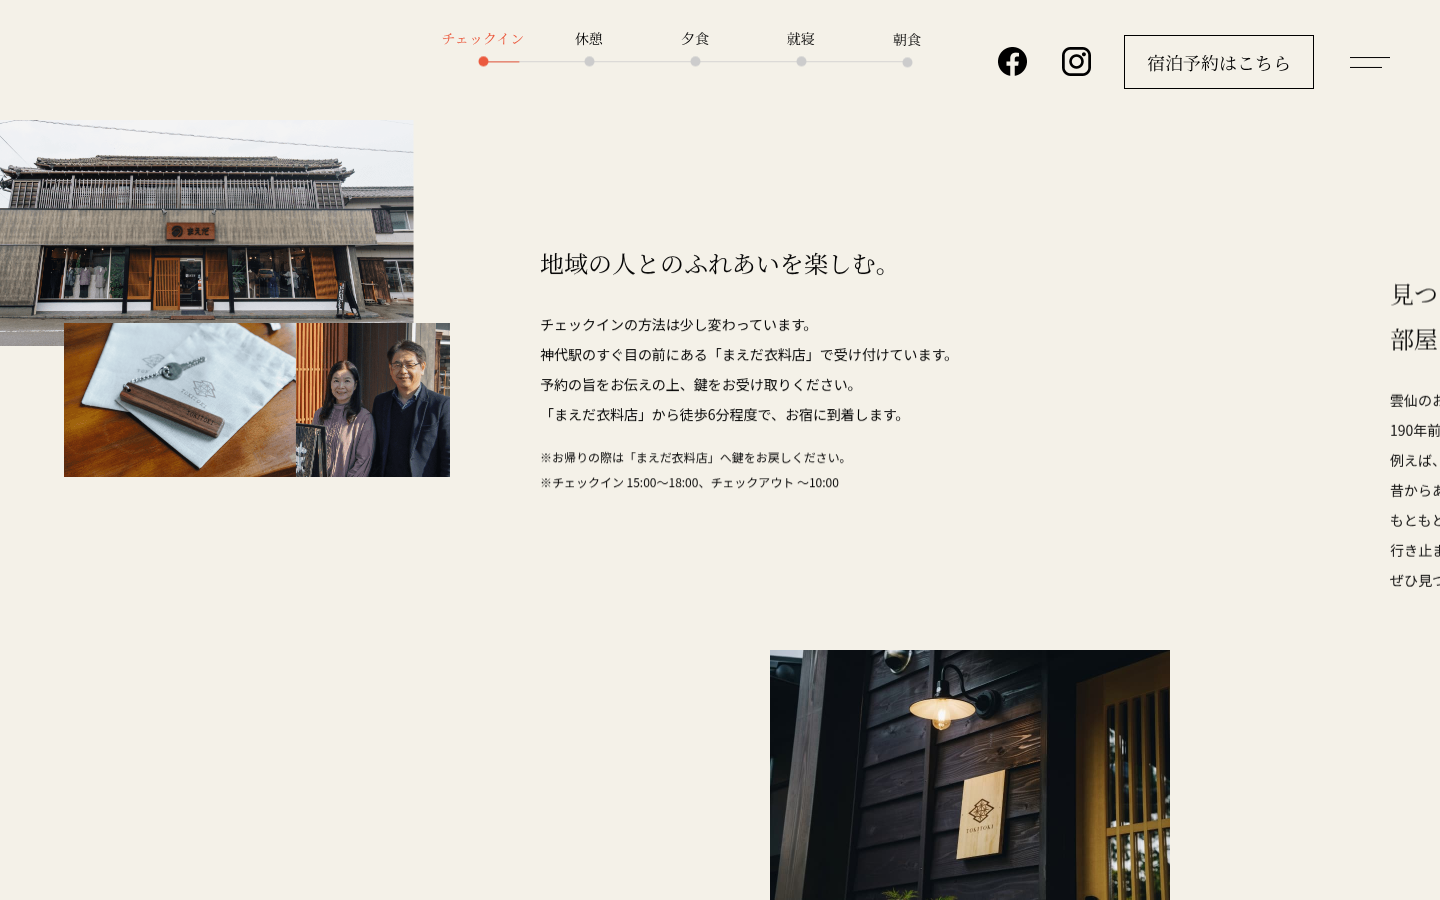 チェックイン
休憩
夕食
就寝
朝食
宿泊予約はこちら
まえだ
地域の人とのふれあいを楽しむ。
チェックインの方法は少し変わっています。
神代駅のすぐ目の前にある「まえだ衣料店」で受け付けています。
予約の旨をお伝えの上、鍵をお受け取りください。
「まえだ衣料店」から徒歩6分程度で、お宿に到着します。
※お帰りの際は「まえだ衣料店」へ鍵をお戻しください。
※チェックイン 15:00〜18:00、チェックアウト 〜10:00
見つ
部屋
雲仙のお
190年前
例えば、
昔からあ
もともと
行き止ま
ぜひ見つ
TOKITOKI
TOKITOKI
TOKITOKI